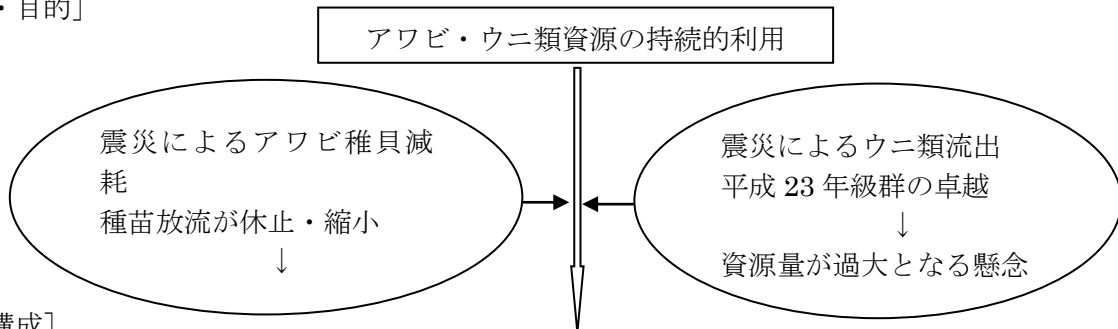 ・目的］
アワビ・ウニ類資源の持続的利用
震災によるアワビ稚貝減
耗
種苗放流が休止・縮小
↓
震災によるウニ類流出
平成 23 年級群の卓越
↓
資源量が過大となる懸念
構成］